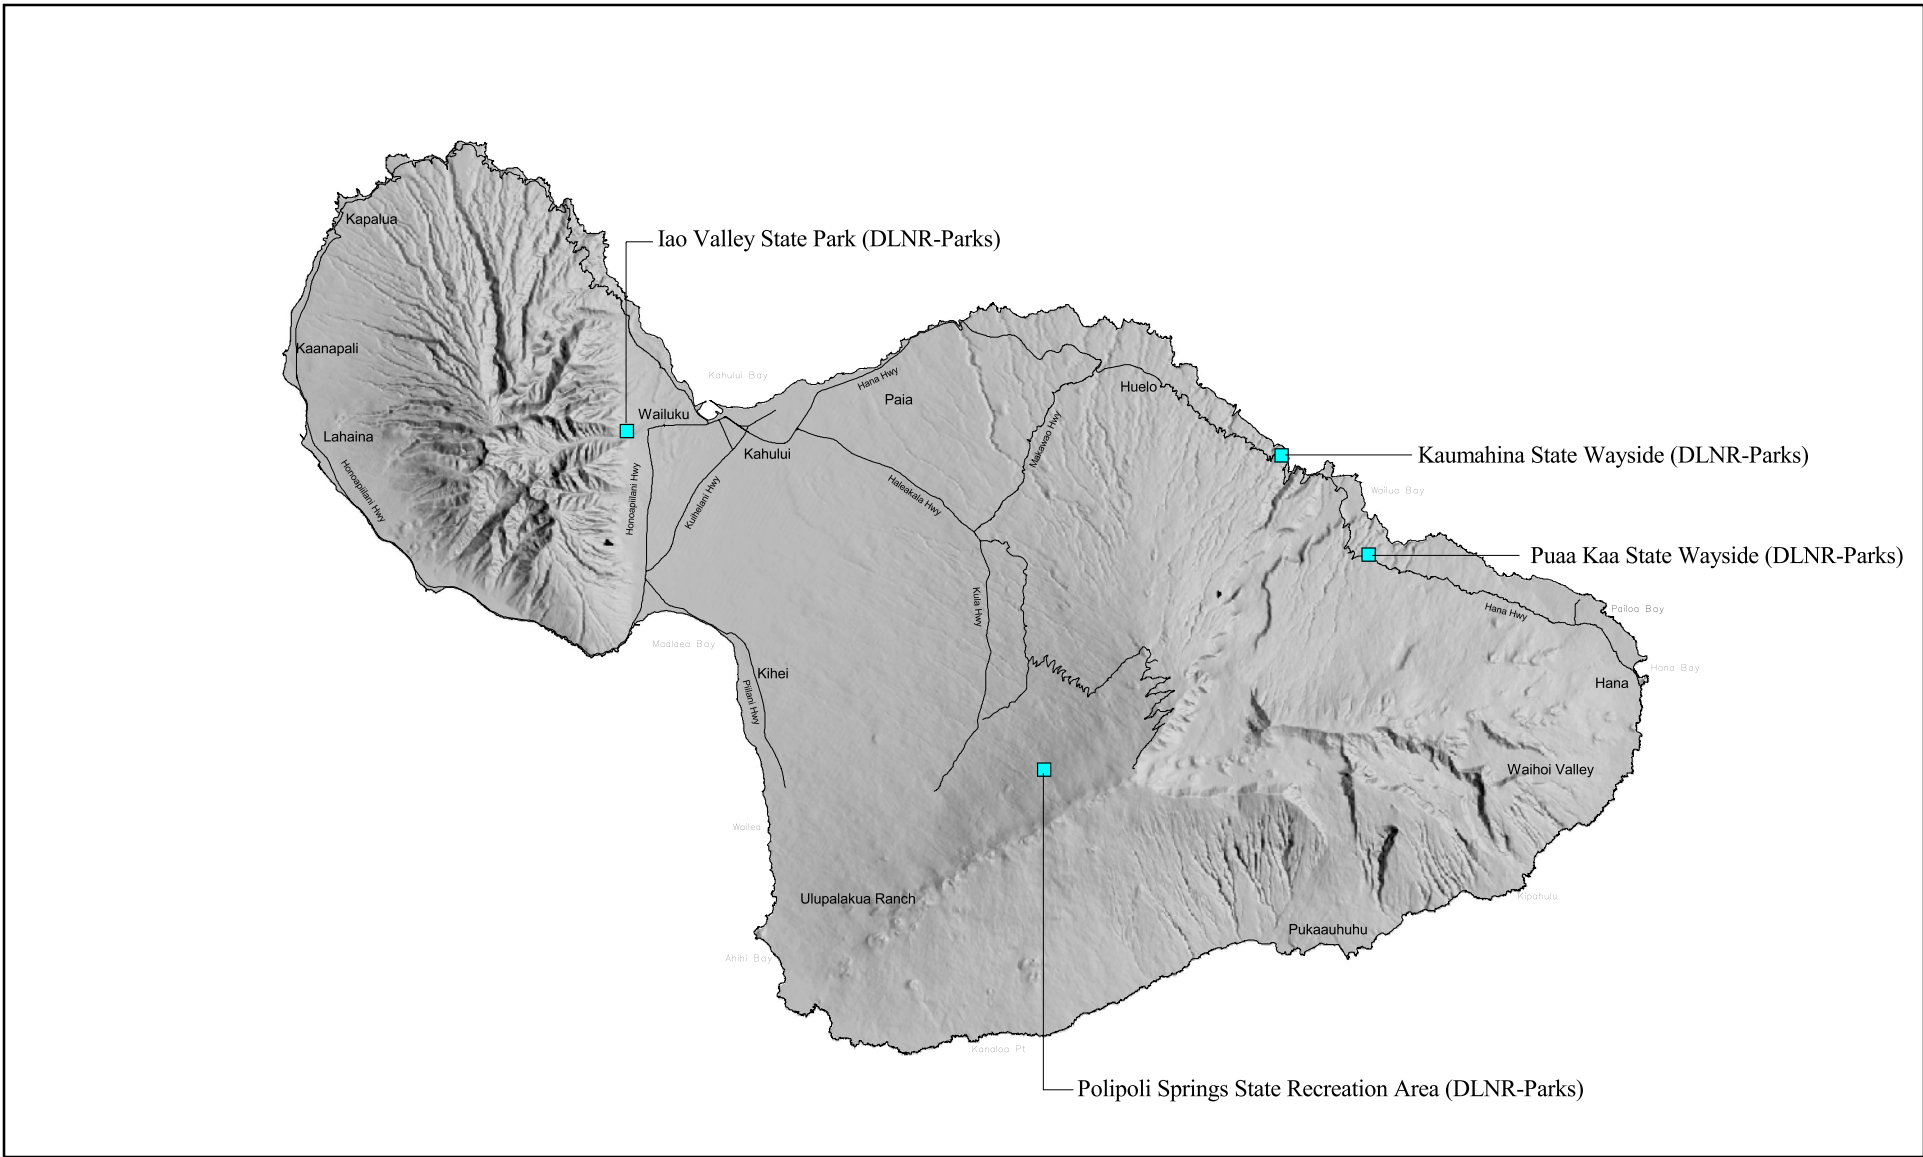 Kapalua
Iao Valley State Park (DLNR-Parks)
Kaanapali
Kahului Bay
Hana Hwy
Huelo
Paia
Wailuku
Lahaina
Makawao Hwy
Kahului
Kaumahina State Wayside (DLNR-Parks)
Honoapiilani Hwy
Honoapiilani Hwy
Kuihelani Hwy
Haleakala Hwy
Wailua Bay
Puaa Kaa State Wayside (DLNR-Parks)
Kula Hwy
Hana Hwy
Pailoa Bay
Maalaea Bay
Kihei
Hana Bay
Hana
Piilani Hwy
Waihoi Valley
Wailea
Ulupalakua Ranch
Kipahulu
Pukaauhuhu
Ahihi Bay
Kanaloa Pt
Polipoli Springs State Recreation Area (DLNR-Parks)